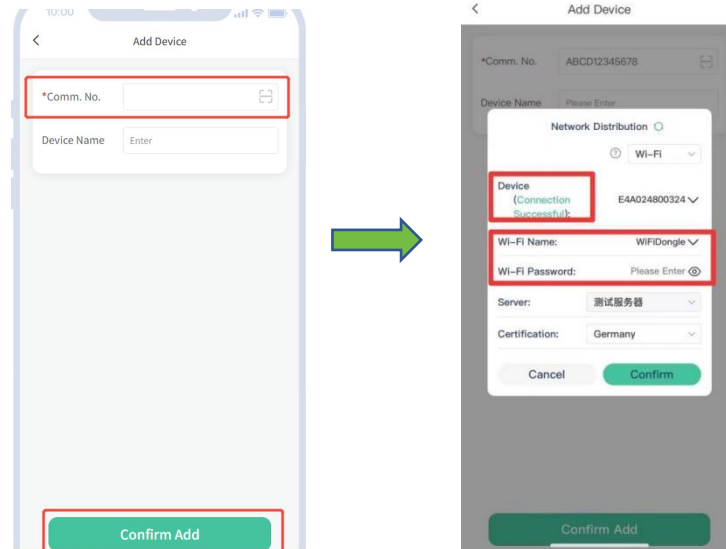 10:00
Add Device
*Comm. No.
Device Name Enter
Confirm Add
Add Device
*Comm. No. ABCD12345678
Device Name Please Enter
Network Distribution
Wi-Fi
Device
(Connection
Successful):
E4A024800324
Wi-Fi Name: WiFiDongle
Wi-Fi Password: Please Enter
Server: 测试服务器
Certification: Germany
Cancel Confirm
Confirm Add